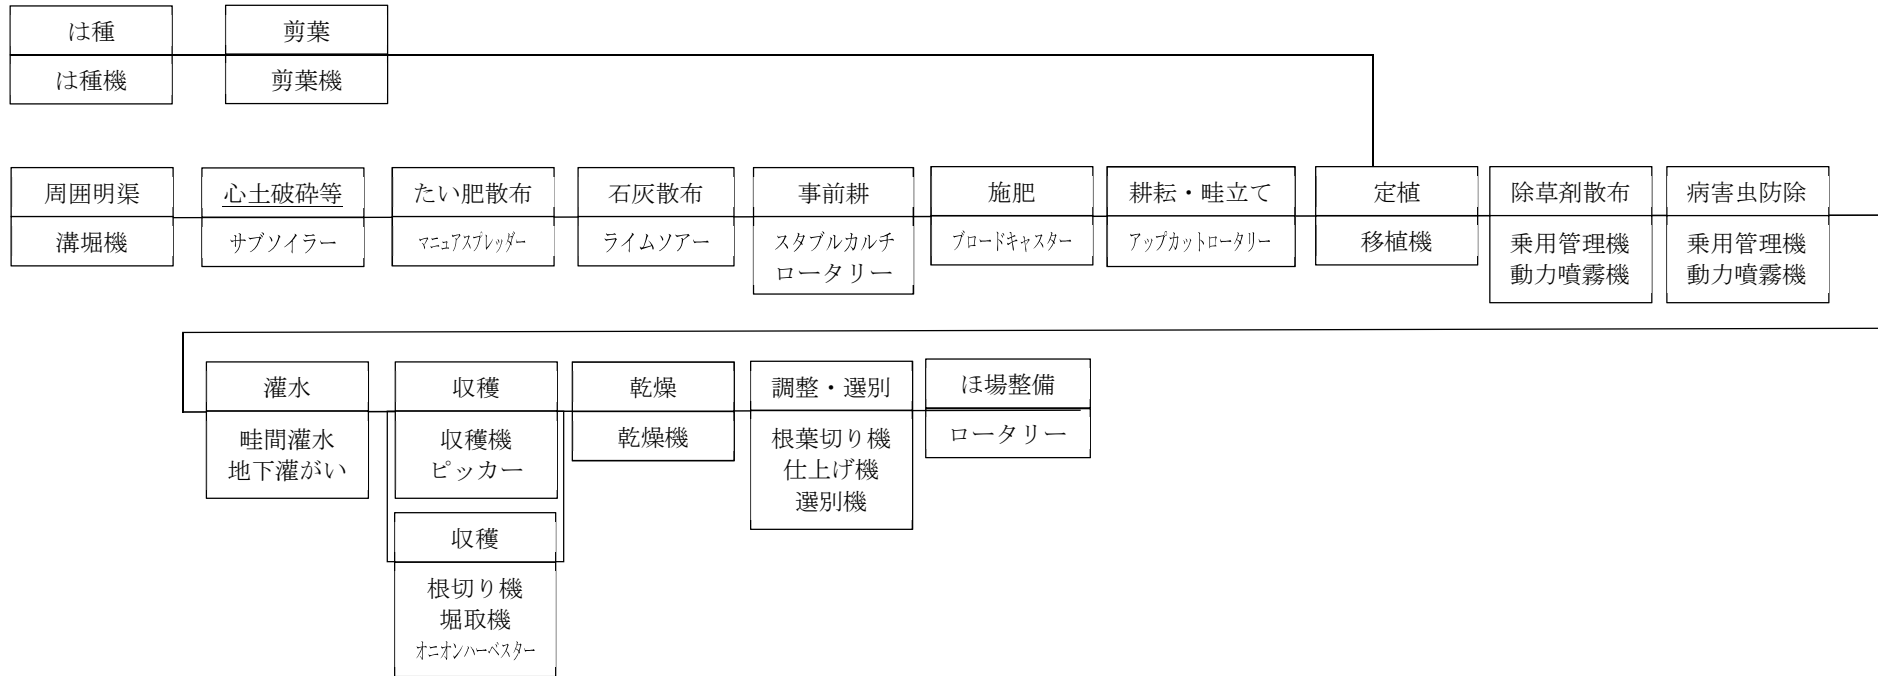 は種
は種機
剪葉
剪葉機
周囲明渠
溝堀機
心土破砕等
サブソイラー
たい肥散布
マニュアスプレッダー
石灰散布
ライムソアー
事前耕
スタブルカルチ
ロータリー
施肥
ブロードキャスター
耕耘・畦立て
アップカットロータリー
定植
移植機
除草剤散布
乗用管理機
動力噴霧機
病害虫防除
乗用管理機
動力噴霧機
灌水
畦間灌水
地下灌がい
収穫
収穫機
ピッカー
収穫
根切り機
堀取機
オニオンハーベスター
乾燥
乾燥機
調整・選別
根葉切り機
仕上げ機
選別機
ほ場整備
ロータリー